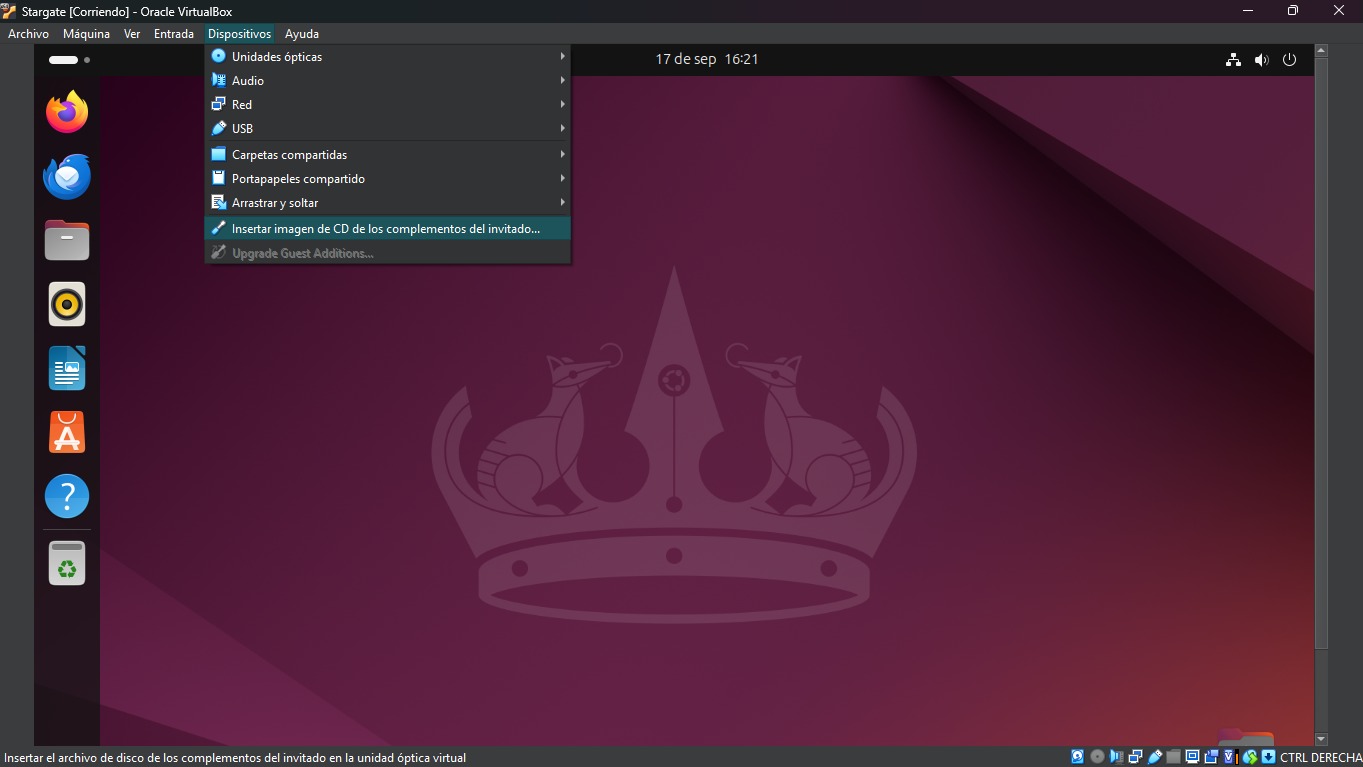 Stargate [Corriendo] - Oracle VirtualBox
Archivo Máquina Ver Entrada Dispositivos Ayuda
17 de sep 16:21
Unidades ópticas
Audio
Red
USB
Carpetas compartidas
Portapapeles compartido
Arrastrar y soltar
Insertar imagen de CD de los complementos del invitado...
Upgrade Guest Additions...
Insertar el archivo de disco de los complementos del invitado en la unidad óptica virtual
CTRL DERECHA